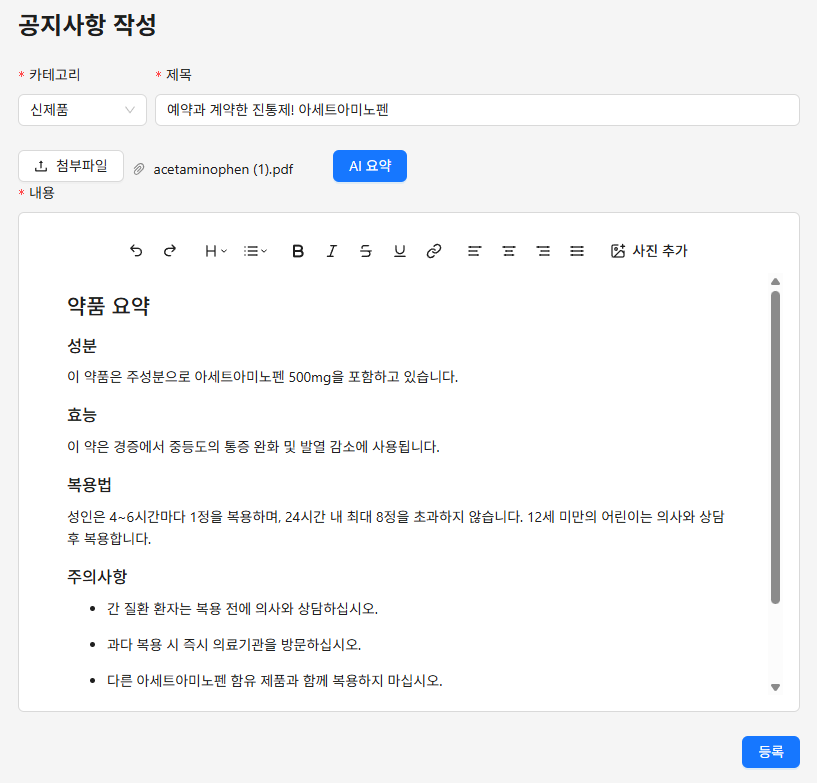 공지사항 작성
* 카테고리
* 제목
신제품
예약과 계약한 진통제! 아세트아미노펜
첨부파일
acetaminophen (1).pdf
AI 요약
* 내용
H
B I S U
사진 추가
약품 요약
성분
이 약품은 주성분으로 아세트아미노펜 500mg을 포함하고 있습니다.
효능
이 약은 경증에서 중등도의 통증 완화 및 발열 감소에 사용됩니다.
복용법
성인은 4~6시간마다 1정을 복용하며, 24시간 내 최대 8정을 초과하지 않습니다. 12세 미만의 어린이는 의사와 상담
후 복용합니다.
주의사항
• 간 질환 환자는 복용 전에 의사와 상담하십시오.
• 과다 복용 시 즉시 의료기관을 방문하십시오.
• 다른 아세트아미노펜 함유 제품과 함께 복용하지 마십시오.
등록